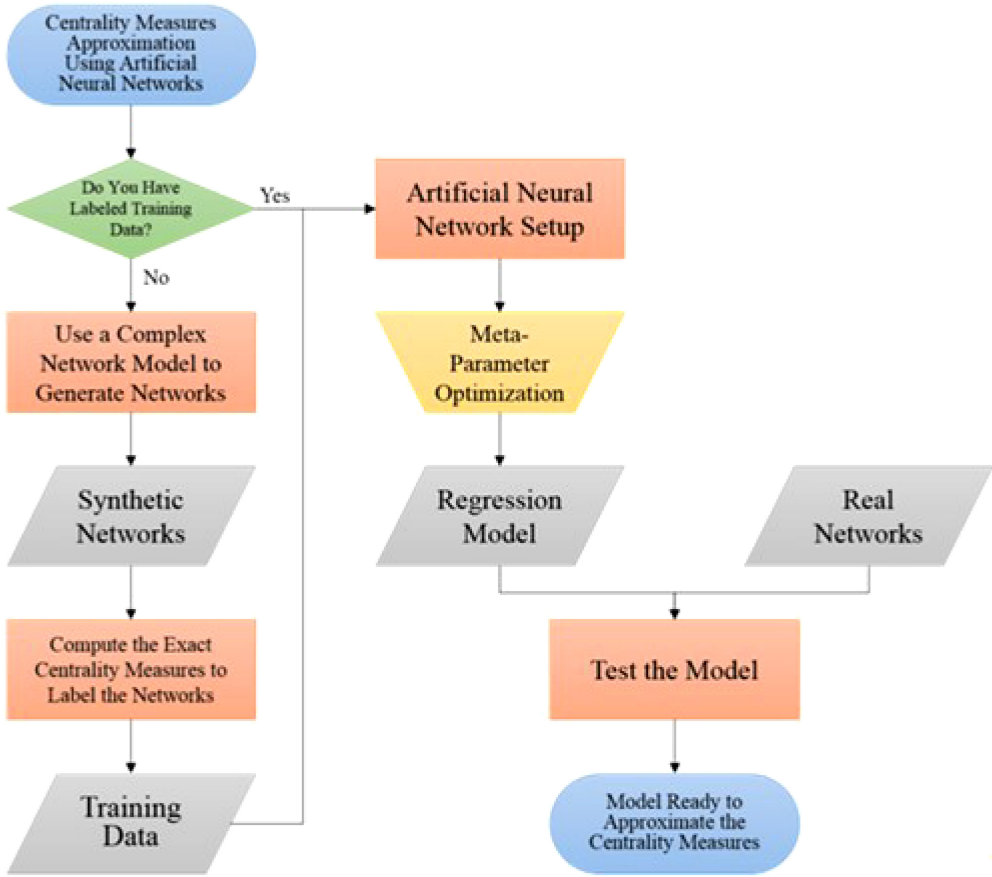 Centrality Measures
Approximation
Using Artificial
Neural Networks
Do You Have
Labeled Training
Data?
Yes
No
Use a Complex
Network Model to
Generate Networks
Synthetic
Networks
Compute the Exact
Centrality Measures to
Label the Networks
Training
Data
Artificial Neural
Network Setup
Meta-
Parameter
Optimization
Regression
Model
Real
Networks
Test the Model
Model Ready to
Approximate the
Centrality Measures